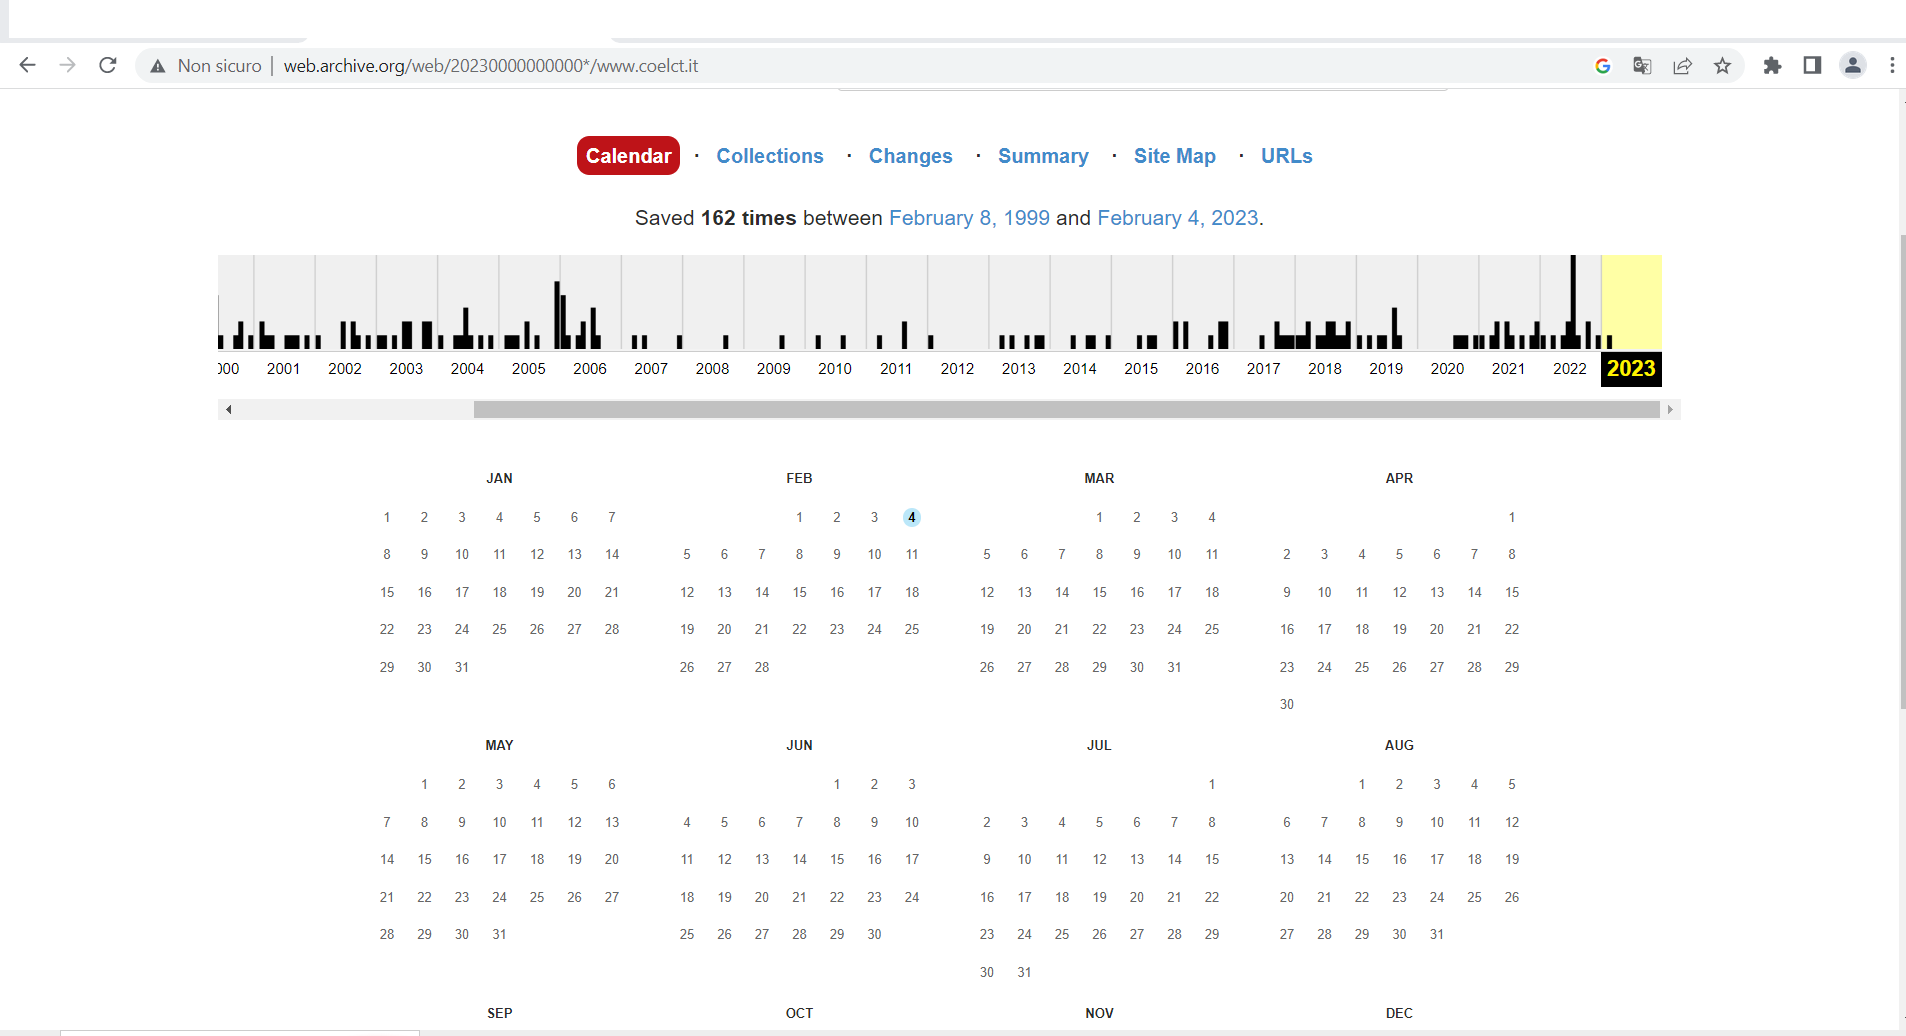 Non sicuro | web.archive.org/web/20230000000000*/www.coelct.it
Calendar · Collections · Changes · Summary · Site Map · URLs
Saved 162 times between February 8, 1999 and February 4, 2023.
000 2001 2002 2003 2004 2005 2006 2007 2008 2009 2010 2011 2012 2013 2014 2015 2016 2017 2018 2019 2020 2021 2022 2023
JAN FEB MAR APR
1 2 3 4 5 6 7 1 2 3 4 1 2 3 4 1
8 9 10 11 12 13 14 5 6 7 8 9 10 11 5 6 7 8 9 10 11 2 3 4 5 6 7 8
15 16 17 18 19 20 21 12 13 14 15 16 17 18 12 13 14 15 16 17 18 9 10 11 12 13 14 15
22 23 24 25 26 27 28 19 20 21 22 23 24 25 19 20 21 22 23 24 25 16 17 18 19 20 21 22
29 30 31 26 27 28 26 27 28 29 30 31 23 24 25 26 27 28 29
30
MAY JUN JUL AUG
1 2 3 4 5 6 1 2 3 1 1 2 3 4 5
7 8 9 10 11 12 13 4 5 6 7 8 9 10 2 3 4 5 6 7 8 6 7 8 9 10 11 12
14 15 16 17 18 19 20 11 12 13 14 15 16 17 9 10 11 12 13 14 15 13 14 15 16 17 18 19
21 22 23 24 25 26 27 18 19 20 21 22 23 24 16 17 18 19 20 21 22 20 21 22 23 24 25 26
28 29 30 31 25 26 27 28 29 30 23 24 25 26 27 28 29 27 28 29 30 31
30 31
SEP OCT NOV DEC